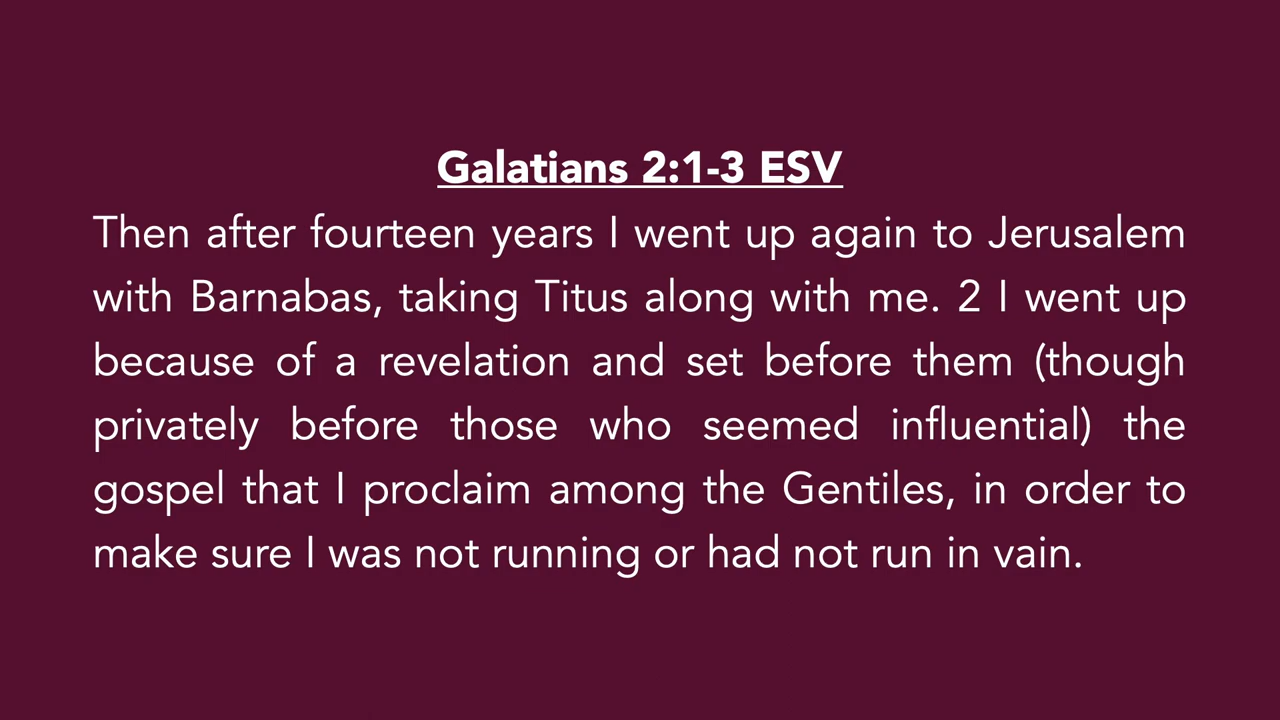 Galatians 2:1-3 ESV
Then after fourteen years I went up again to Jerusalem
with Barnabas, taking Titus along with me. 2 I went up
because of a revelation and set before them (though
privately before those who seemed influential) the
gospel that I proclaim among the Gentiles, in order to
make sure I was not running or had not run in vain.